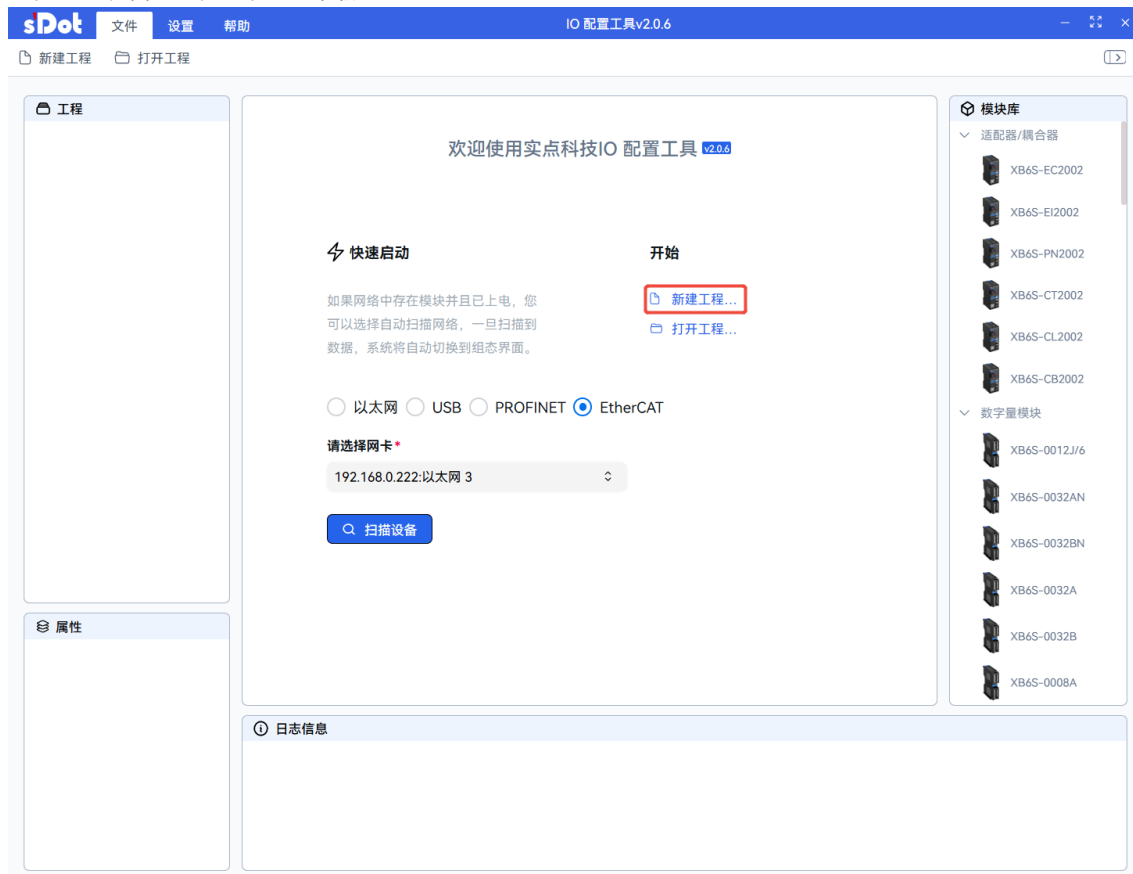 sDot
文件
设置
帮助
IO 配置工具v2.0.6
新建工程
打开工程
工程
欢迎使用实点科技IO 配置工具 v2.0.6
快速启动
如果网络中存在模块并且已上电，您
可以选择自动扫描网络，一旦扫描到
数据，系统将自动切换到组态界面。
开始
新建工程...
打开工程...
以太网
USB
PROFINET
EtherCAT
请选择网卡*
192.168.0.222:以太网 3
扫描设备
模块库
适配器/耦合器
XB6S-EC2002
XB6S-EI2002
XB6S-PN2002
XB6S-CT2002
XB6S-CL2002
XB6S-CB2002
数字量模块
XB6S-0012J/6
XB6S-0032AN
XB6S-0032BN
XB6S-0032A
XB6S-0032B
XB6S-0008A
属性
日志信息